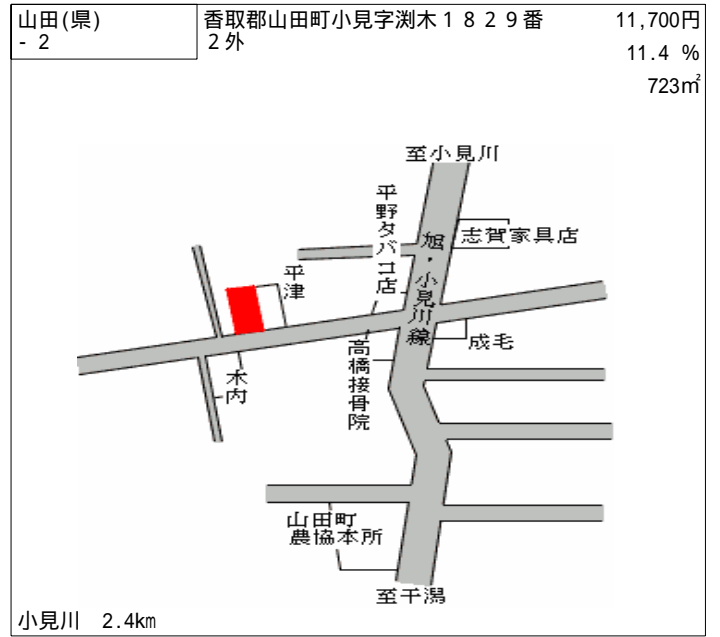 山田(県)
- 2
香取郡山田町小見字渕木１８２９番
２外
11,700円
11.4 %
723㎡
至小見川
平野タバコ店
旭・小見川線
志賀家具店
平津
成毛
高橋接骨院
木内
山田町
農協本所
至干潟
小見川 2.4km